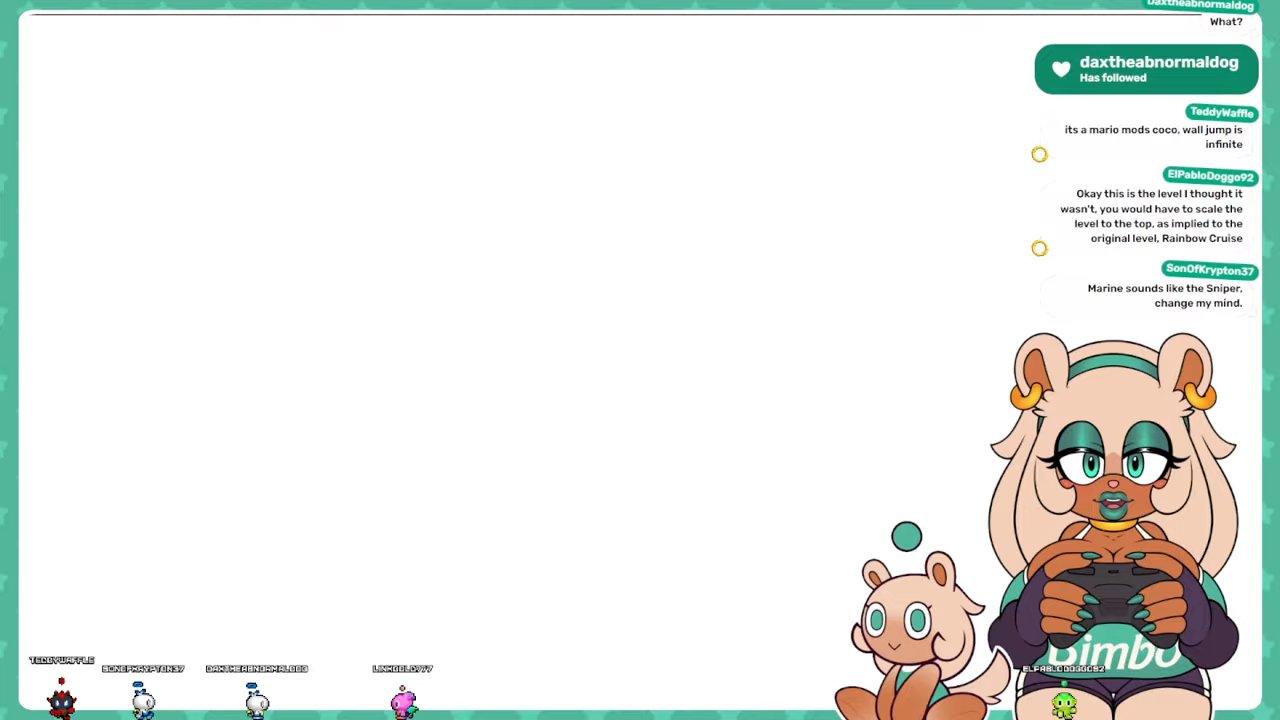 Daxtheabnormaldog
What?
daxtheabnormaldog
Has followed
TeddyWaffle
its a mario mods coco, wall jump is
infinite
ElPabloDoggo92
Okay this is the level I thought it
wasn't, you would have to scale the
level to the top, as implied to the
original level, Rainbow Cruise
SonOfKrypton37
Marine sounds like the Sniper,
change my mind.
Bimbo
TEDDYWAFFLE
SONOFKRYPTON37
DAXTHEABNORMALDOG
ELPABLODOGGO92